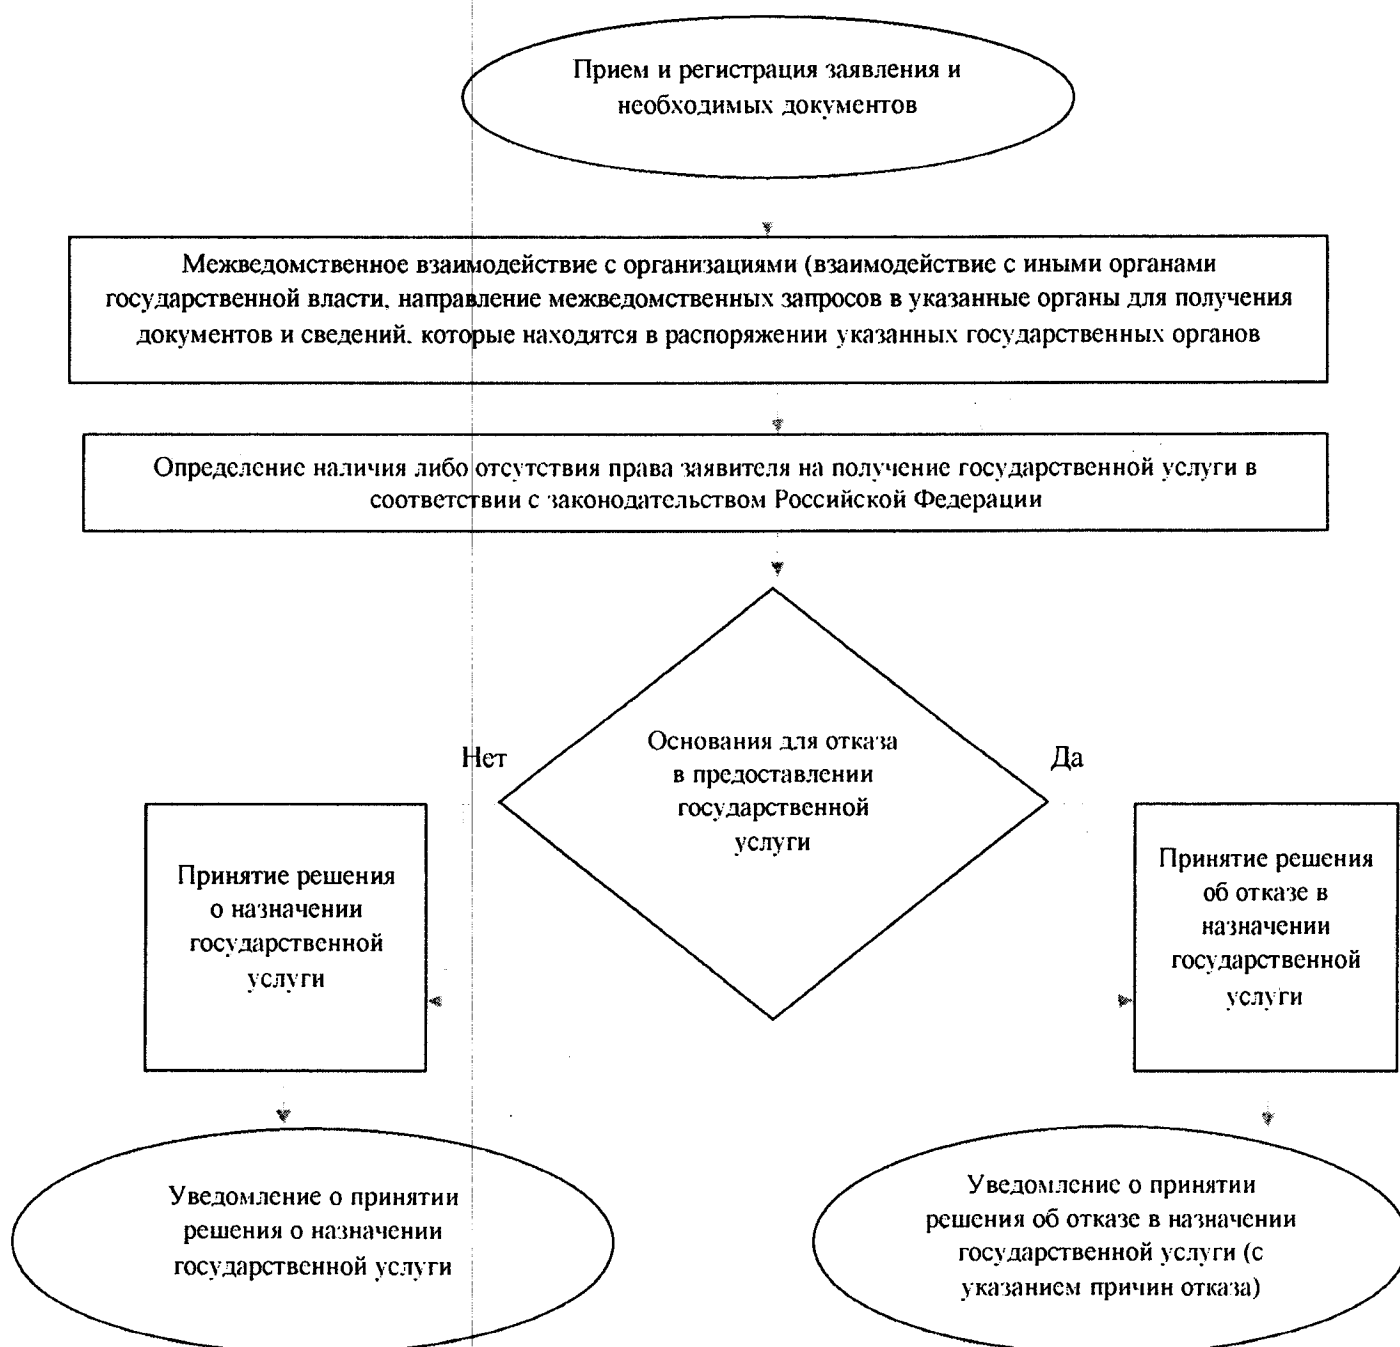 Прием и регистрация заявления и
необходимых документов
Межведомственное взаимодействие с организациями (взаимодействие с иными органами
государственной власти, направление межведомственных запросов в указанные органы для получения
документов и сведений, которые находятся в распоряжении указанных государственных органов
Определение наличия либо отсутствия права заявителя на получение государственной услуги в
соответствии с законодательством Российской Федерации
Нет
Основания для отказа
в предоставлении
государственной
услуги
Да
Принятие решения
о назначении
государственной
услуги
Принятие решения
об отказе в
назначении
государственной
услуги
Уведомление о принятии
решения о назначении
государственной услуги
Уведомление о принятии
решения об отказе в назначении
государственной услуги (с
указанием причин отказа)